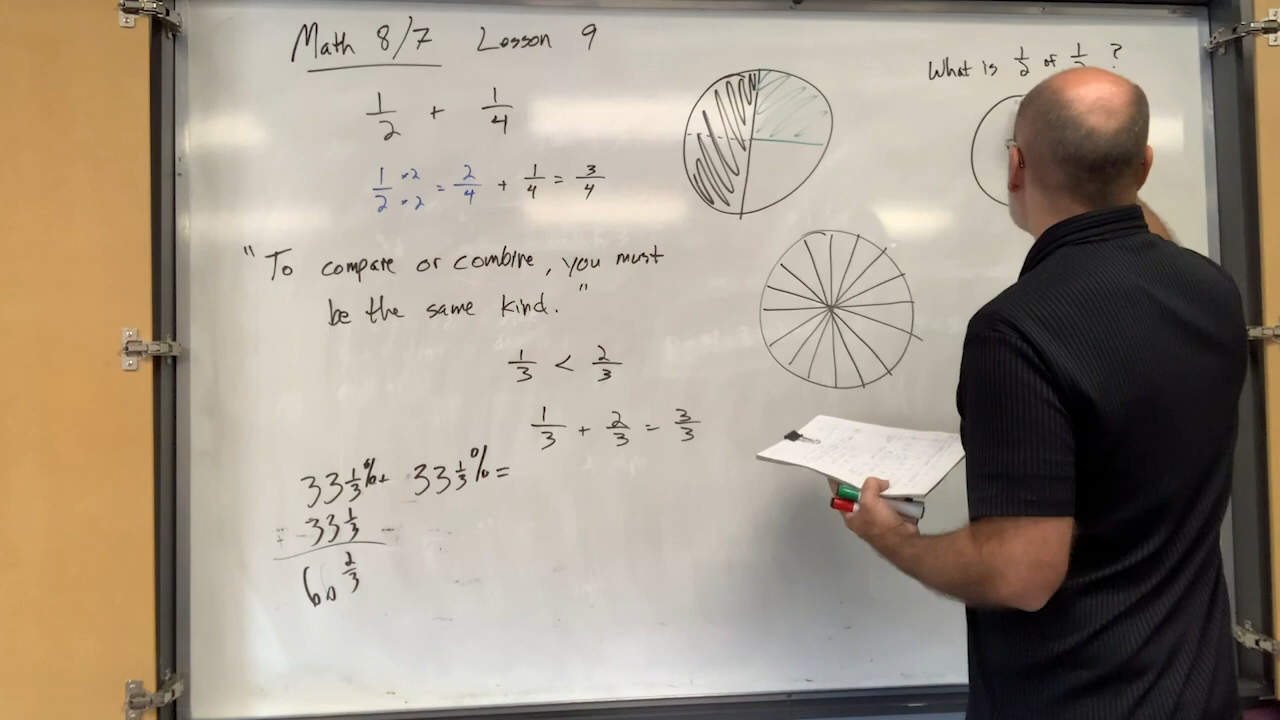 Math 8/7 Lesson 9
1/2 + 1/4
1/2 ×2 ×2 = 2/4 + 1/4 = 3/4
"To compare or combine, you must
be the same kind."
1/3 < 2/3
1/3 + 2/3 = 3/3
33 1/3 % + 33 1/3 % =
33 1/3
66 2/3
What is 1/2 of 1/ ?